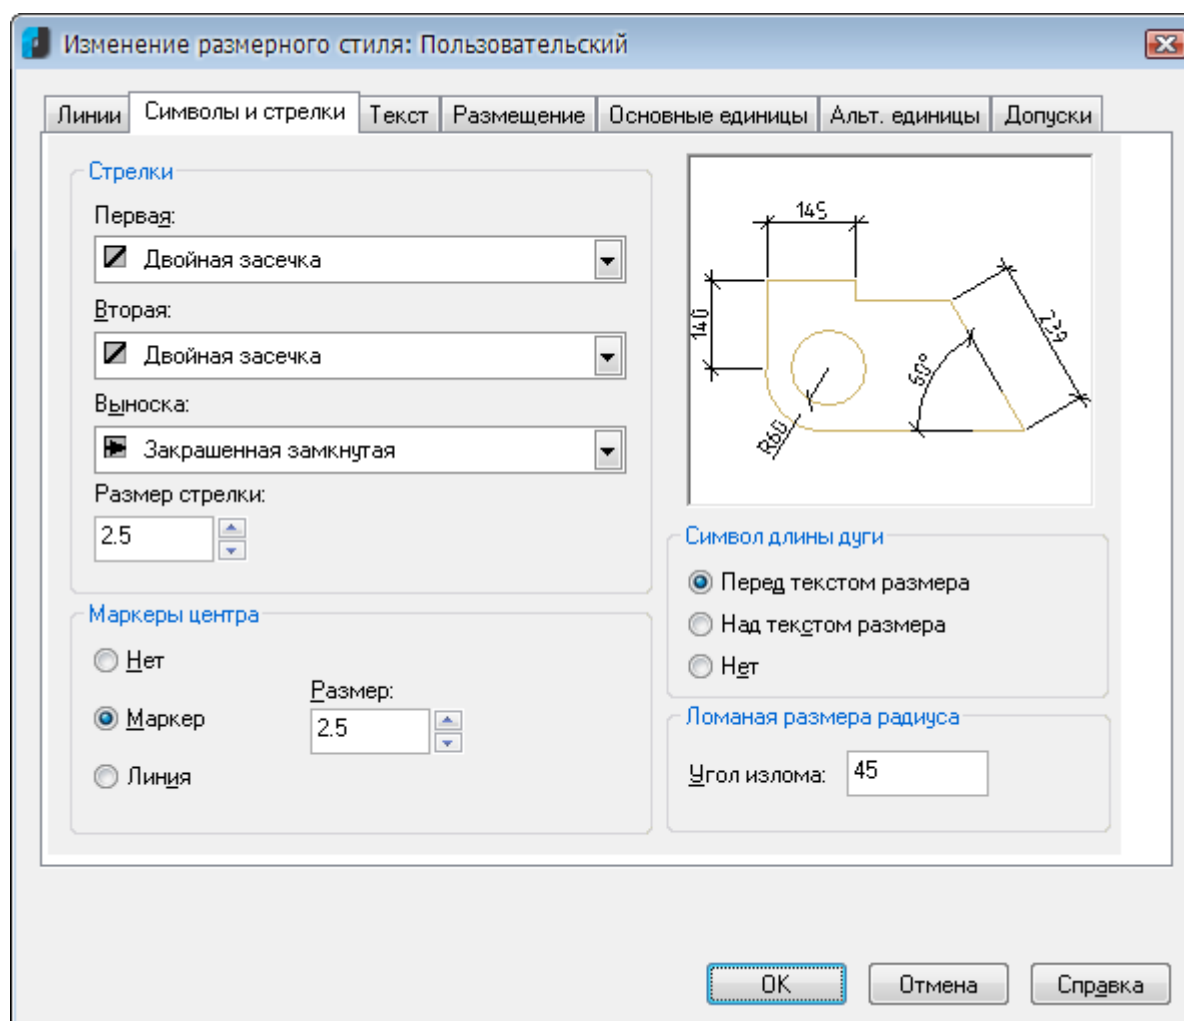 Изменение размерного стиля: Пользовательский
Линии Символы и стрелки Текст Размещение Основные единицы Альт. единицы Допуски
Стрелки
Первая:
Двойная засечка
Вторая:
Двойная засечка
Выноска:
Закрашенная замкнутая
Размер стрелки:
2.5
145
140
239
60°
R60
Символ длины дуги
Перед текстом размера
Над текстом размера
Нет
Маркеры центра
Нет
Маркер
Линия
Размер:
2.5
Ломаная размера радиуса
Угол излома: 45
OK Отмена Справка